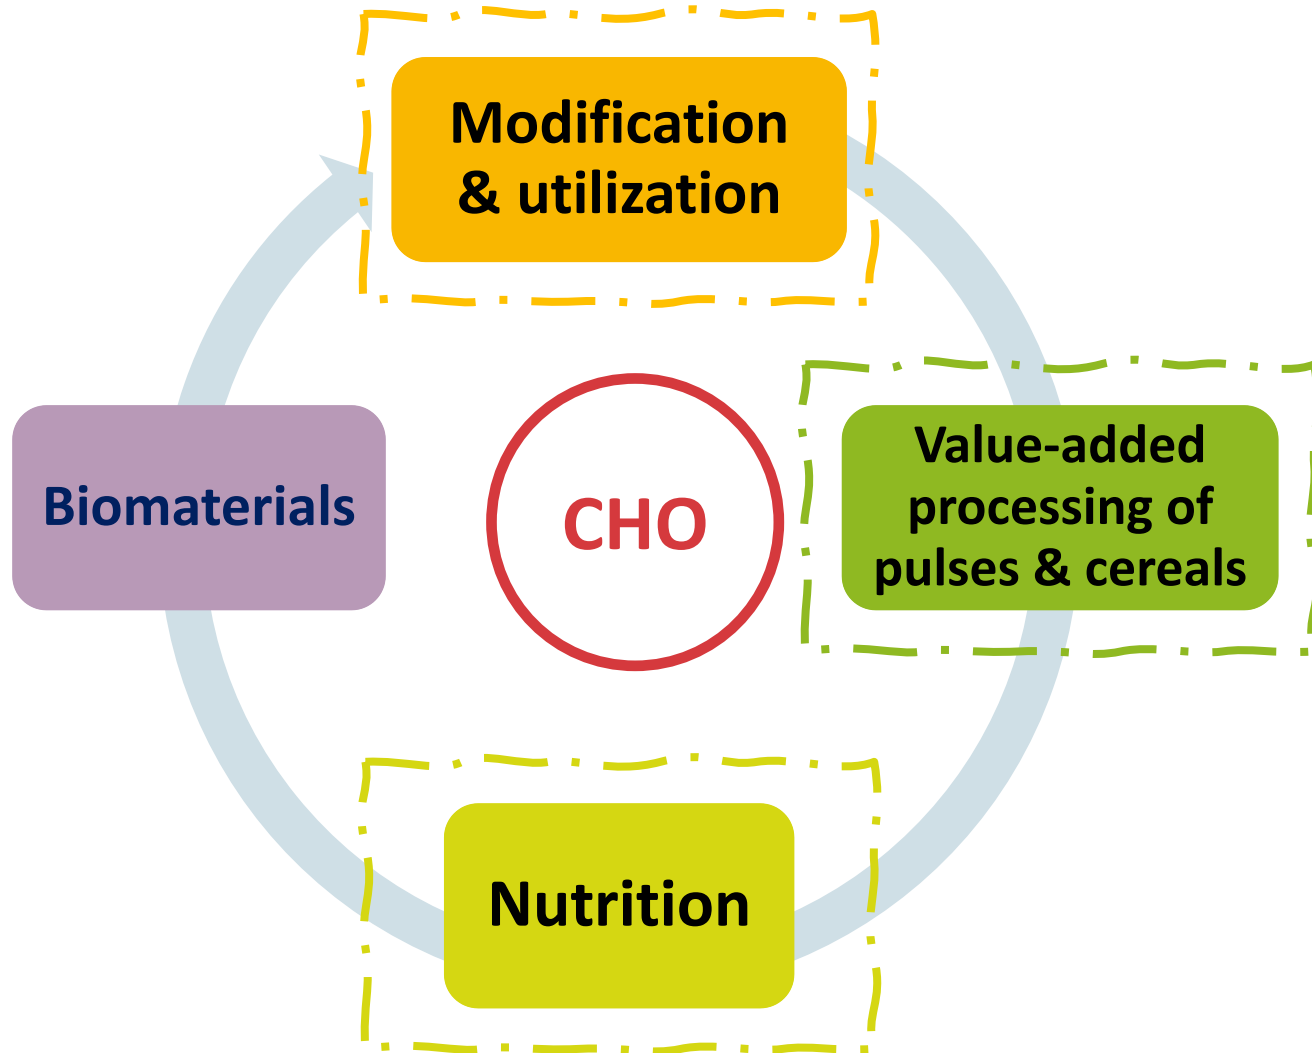 Modification
& utilization
Biomaterials
CHO
Value-added
processing of
pulses & cereals
Nutrition